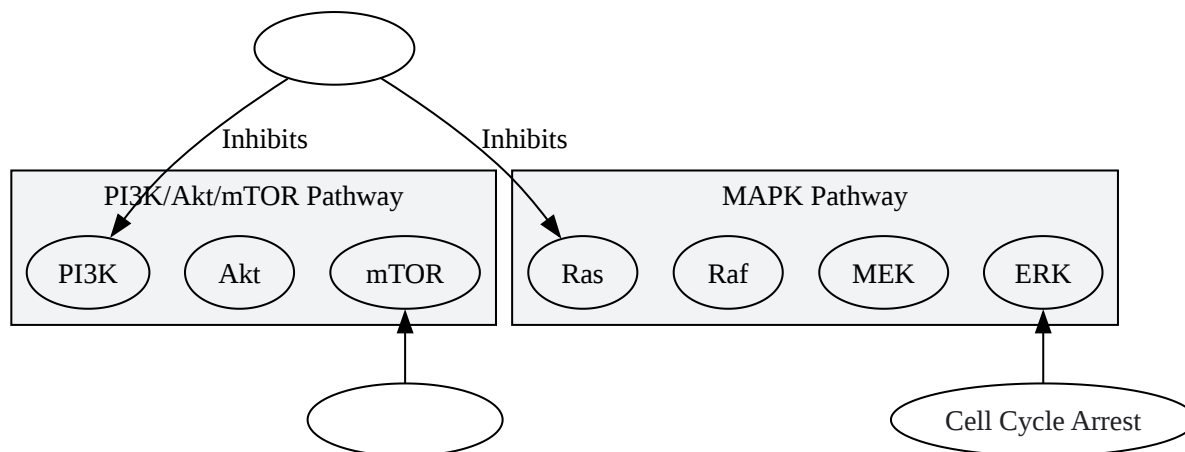 Inhibits
Inhibits
PI3K/Akt/mTOR Pathway
MAPK Pathway
PI3K
Akt
mTOR
Ras
Raf
MEK
ERK
Cell Cycle Arrest